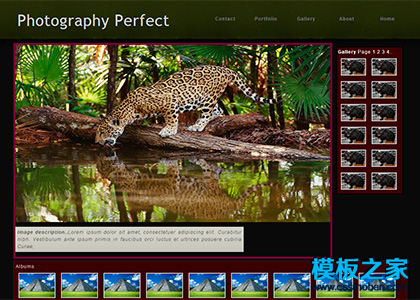 Photography Perfect
Contact Portfolio Gallery About Home
Gallery Page 1 2 3 4
Image description. Lorem ipsum dolor sit amet, consectetuer adipiscing elit. Curabitur
nibh. Vestibulum ante ipsum primis in faucibus orci luctus et ultrices posuere cubilia
Curae;
Albums
模板之家